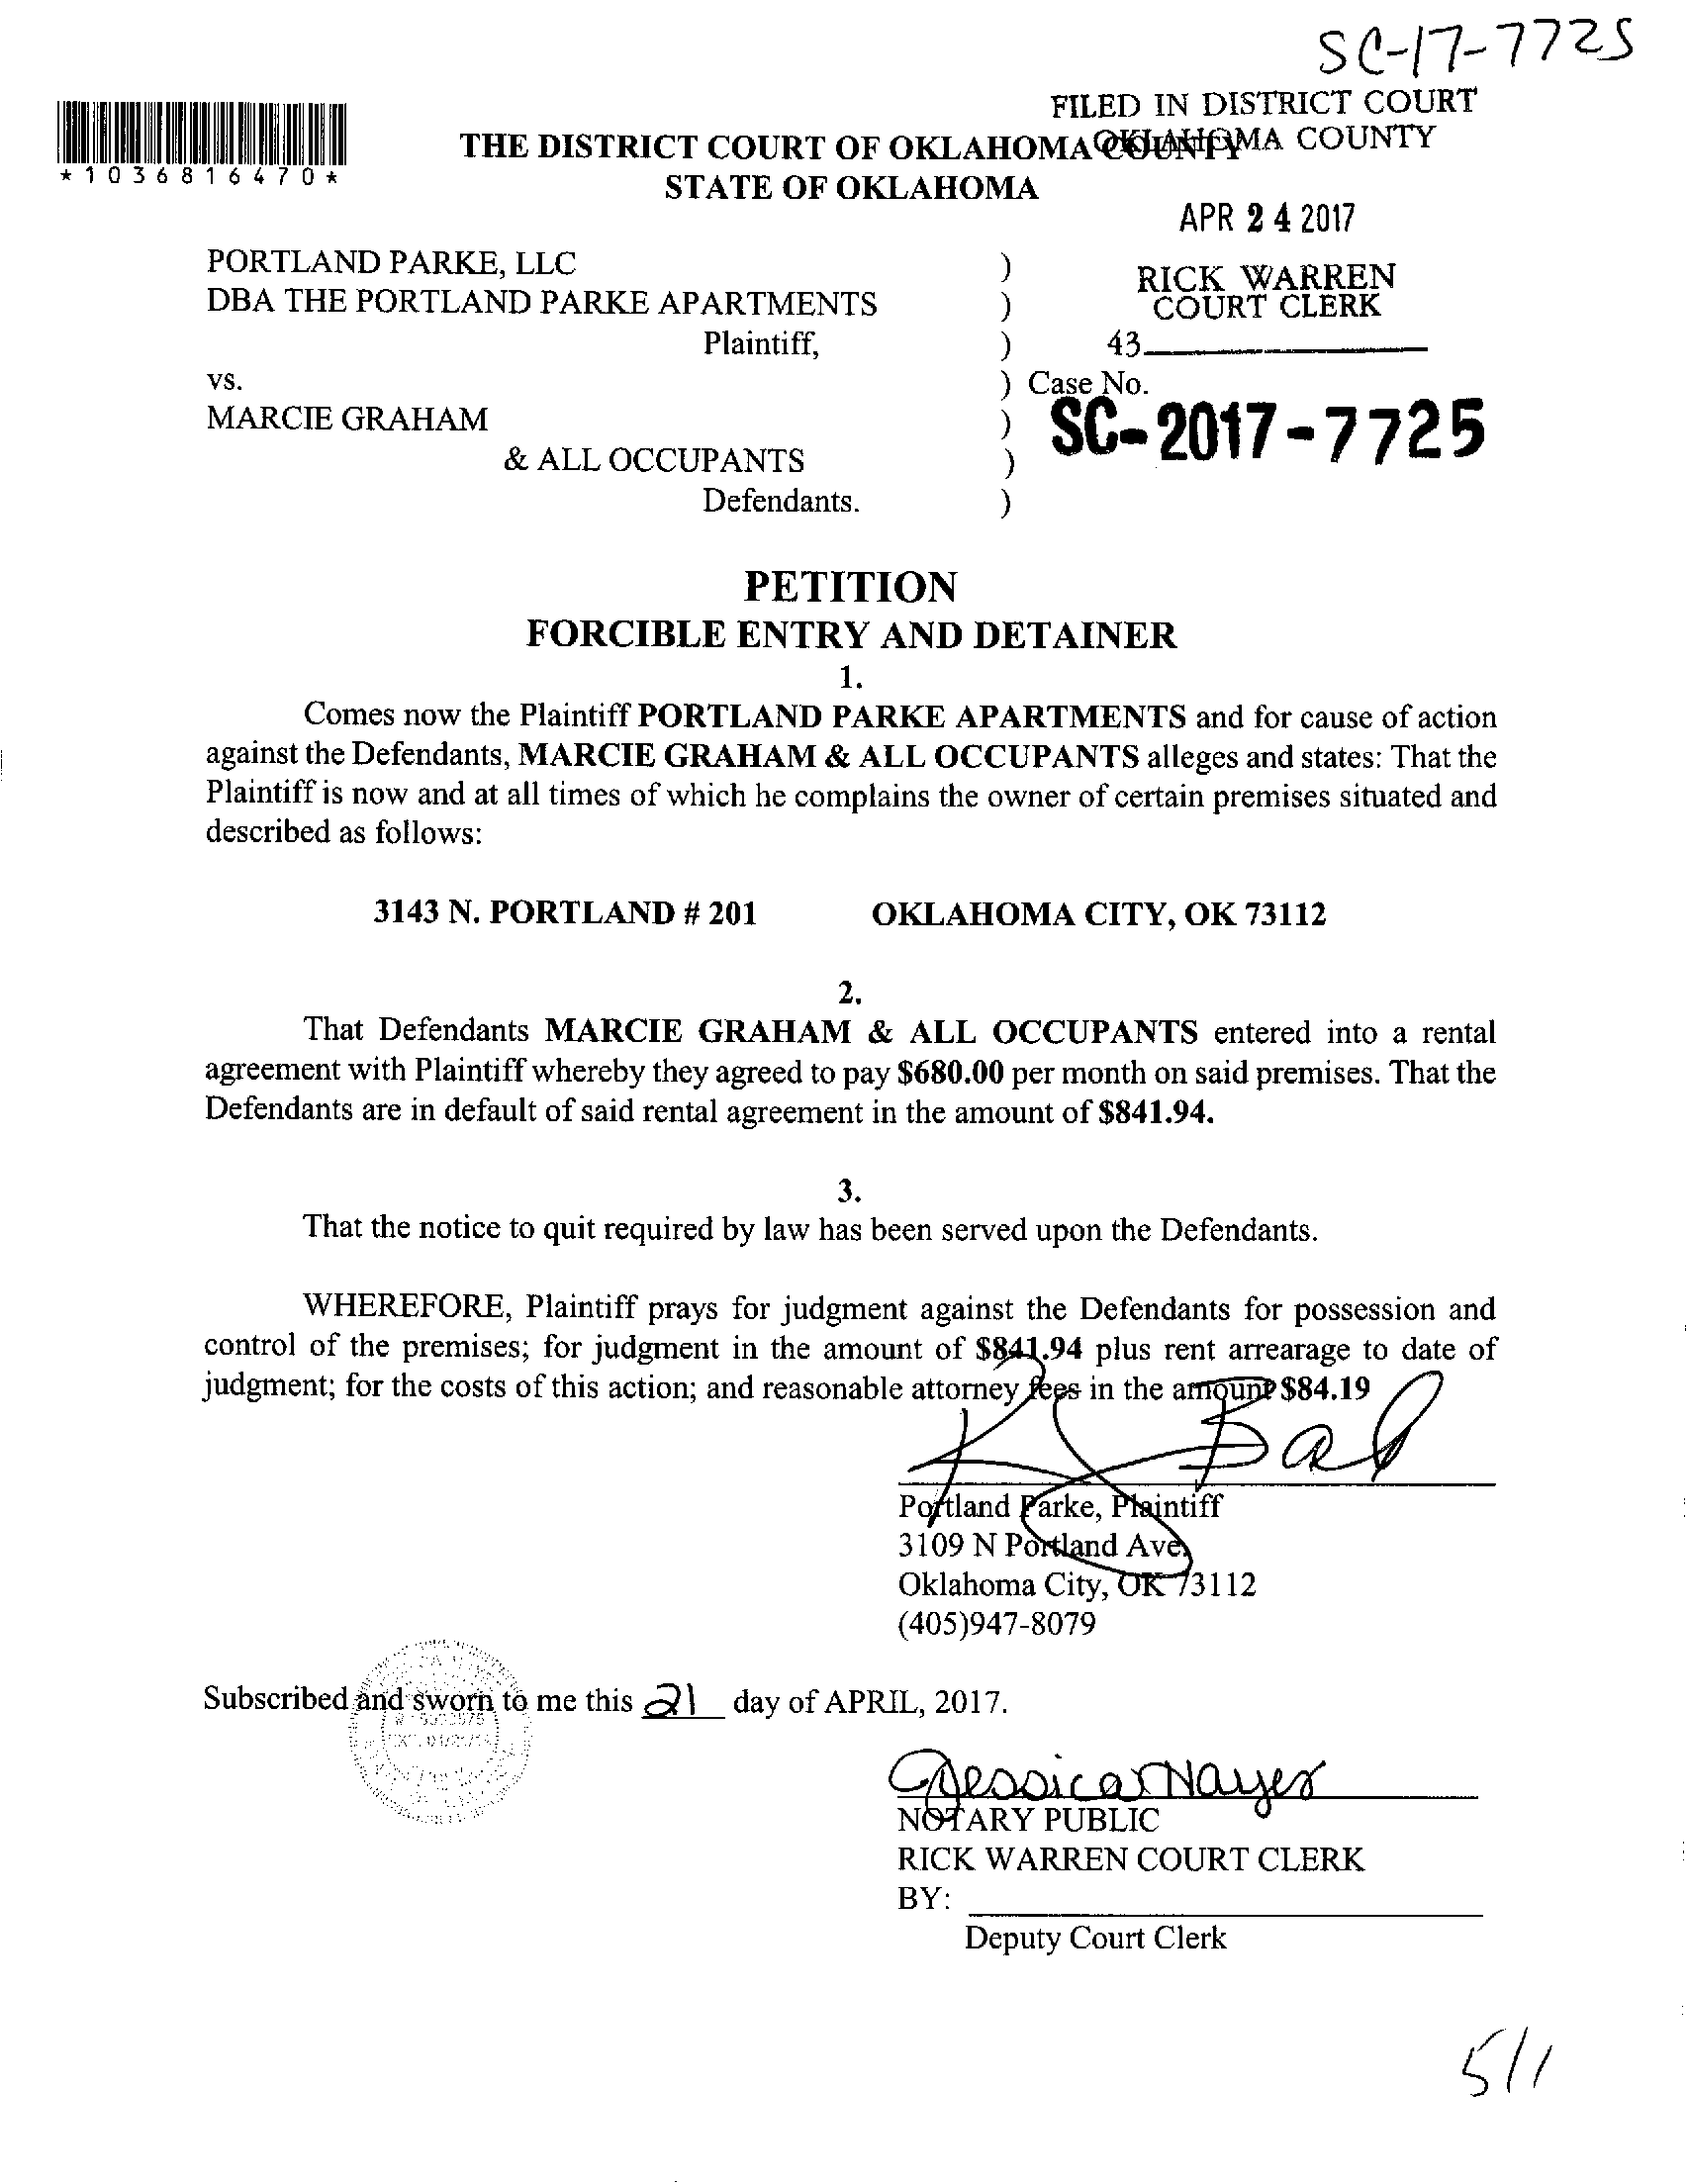 SC-17-7725
FILED IN DISTRICT COURT
OKLAHOMA COUNTY
THE DISTRICT COURT OF OKLAHOMA COUNTY
*1036816470*
STATE OF OKLAHOMA
APR 24 2017
PORTLAND PARKE, LLC )
RICK WARREN
DBA THE PORTLAND PARKE APARTMENTS )
COURT CLERK
Plaintiff, ) 43
vs. ) Case No.
MARCIE GRAHAM ) SC-2017-7725
& ALL OCCUPANTS )
Defendants. )
PETITION
FORCIBLE ENTRY AND DETAINER
1.
Comes now the Plaintiff PORTLAND PARKE APARTMENTS and for cause of action
against the Defendants, MARCIE GRAHAM & ALL OCCUPANTS alleges and states: That the
Plaintiff is now and at all times of which he complains the owner of certain premises situated and
described as follows:
3143 N. PORTLAND # 201 OKLAHOMA CITY, OK 73112
2.
That Defendants MARCIE GRAHAM & ALL OCCUPANTS entered into a rental
agreement with Plaintiff whereby they agreed to pay $680.00 per month on said premises. That the
Defendants are in default of said rental agreement in the amount of $841.94.
3.
That the notice to quit required by law has been served upon the Defendants.
WHEREFORE, Plaintiff prays for judgment against the Defendants for possession and
control of the premises; for judgment in the amount of $841.94 plus rent arrearage to date of
judgment; for the costs of this action; and reasonable attorney fees in the amount $84.19
Portland Parke, Plaintiff
3109 N Portland Ave.
Oklahoma City, OK 73112
(405)947-8079
Subscribed and sworn to me this 21 day of APRIL, 2017.
Jessica Nayes
NOTARY PUBLIC
RICK WARREN COURT CLERK
BY:
Deputy Court Clerk
5/1